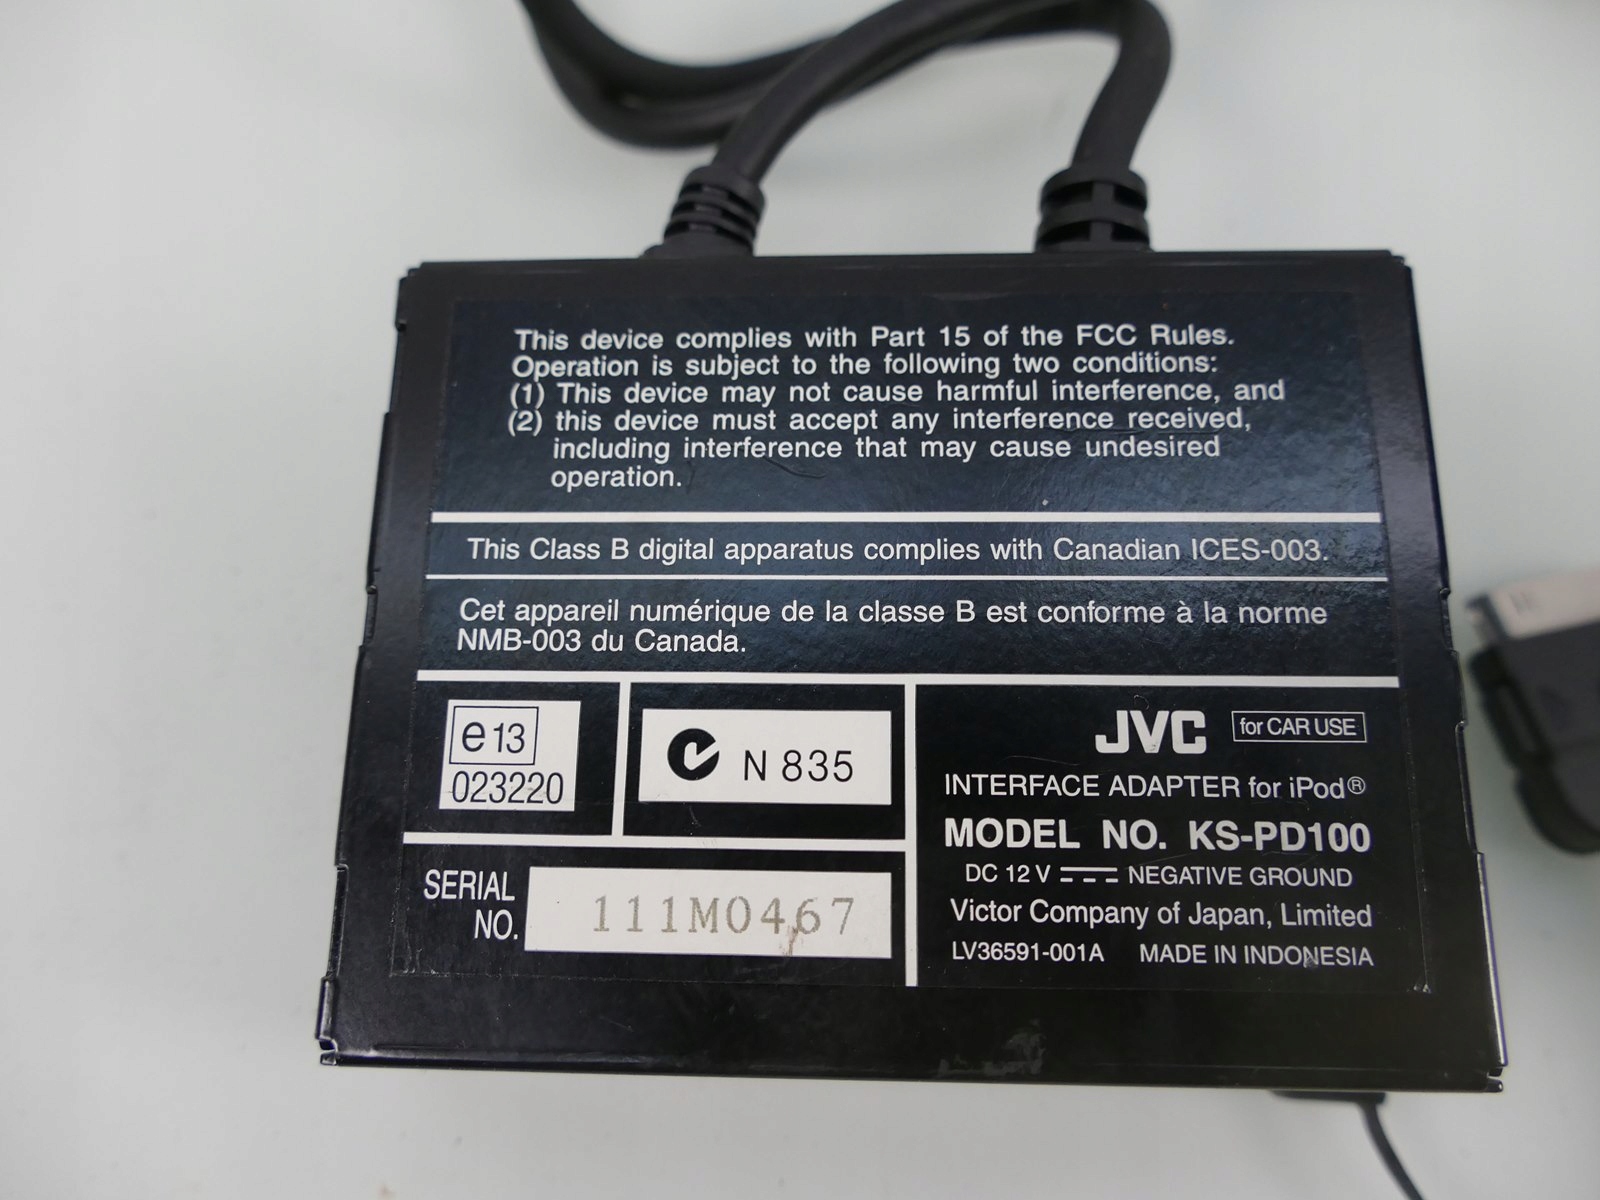 This device complies with Part 15 of the FCC Rules.
Operation is subject to the following two conditions:
(1) This device may not cause harmful interference, and
(2) this device must accept any interference received,
including interference that may cause undesired
operation.
This Class B digital apparatus complies with Canadian ICES-003.
Cet appareil numérique de la classe B est conforme à la norme
NMB-003 du Canada.
e13
023220
N 835
SERIAL
NO.
111M0467
JVC for CAR USE
INTERFACE ADAPTER for iPod®
MODEL NO. KS-PD100
DC 12 V NEGATIVE GROUND
Victor Company of Japan, Limited
LV36591-001A MADE IN INDONESIA